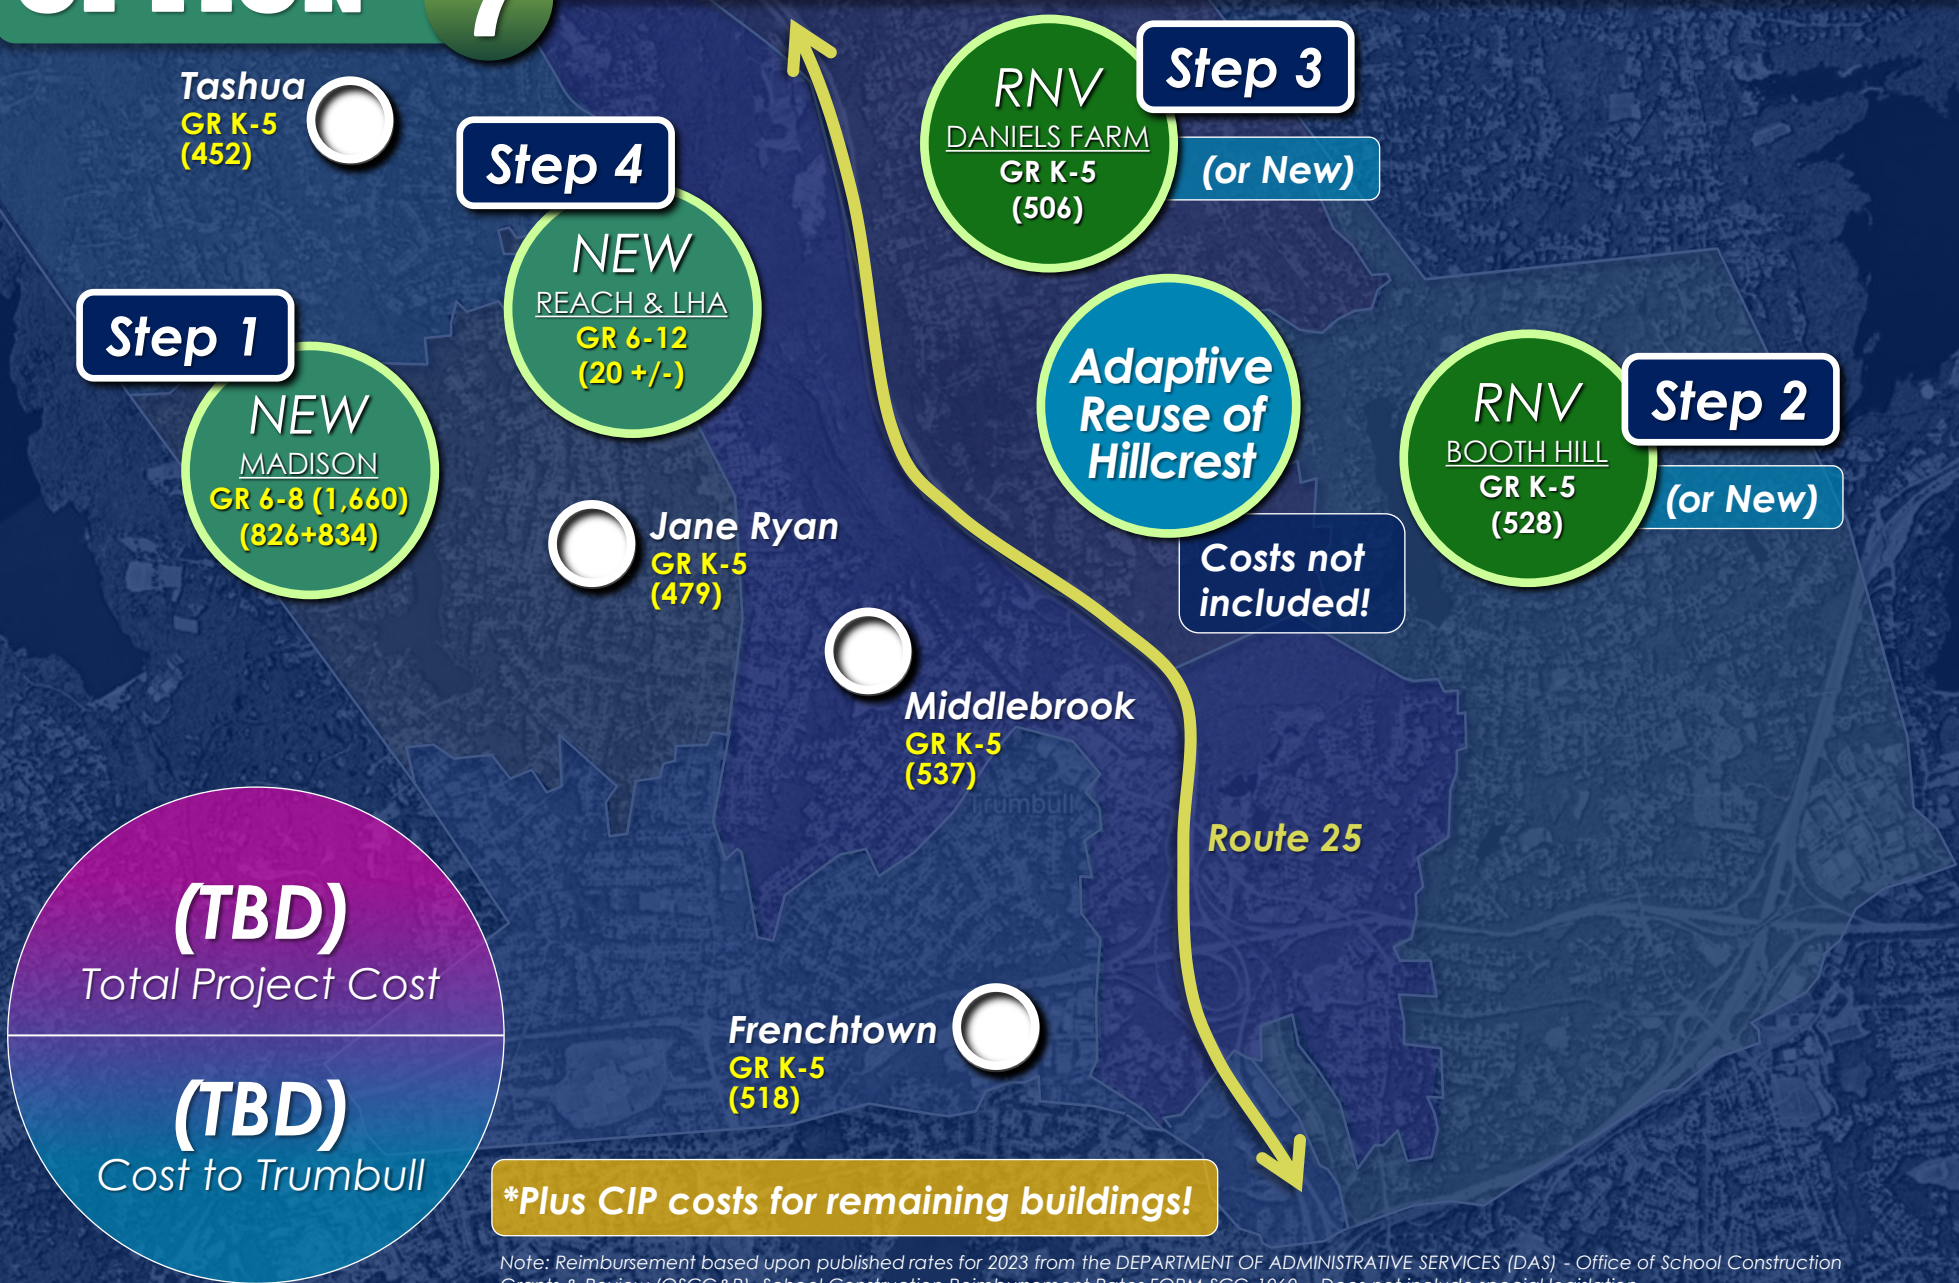 OPTION 7
Tashua
GR K-5
(452)
Step 4
NEW
REACH & LHA
GR 6-12
(20 +/-)
RNV
DANIELS FARM
GR K-5
(506)
Step 3
(or New)
Step 1
NEW
MADISON
GR 6-8 (1,660)
(826+834)
Adaptive
Reuse of
Hillcrest
Costs not
included!
RNV
BOOTH HILL
GR K-5
(528)
Step 2
(or New)
Jane Ryan
GR K-5
(479)
Middlebrook
GR K-5
(537)
Trumbull
Route 25
(TBD)
Total Project Cost
(TBD)
Cost to Trumbull
Frenchtown
GR K-5
(518)
*Plus CIP costs for remaining buildings!
Note: Reimbursement based upon published rates for 2023 from the DEPARTMENT OF ADMINISTRATIVE SERVICES (DAS) - Office of School Construction